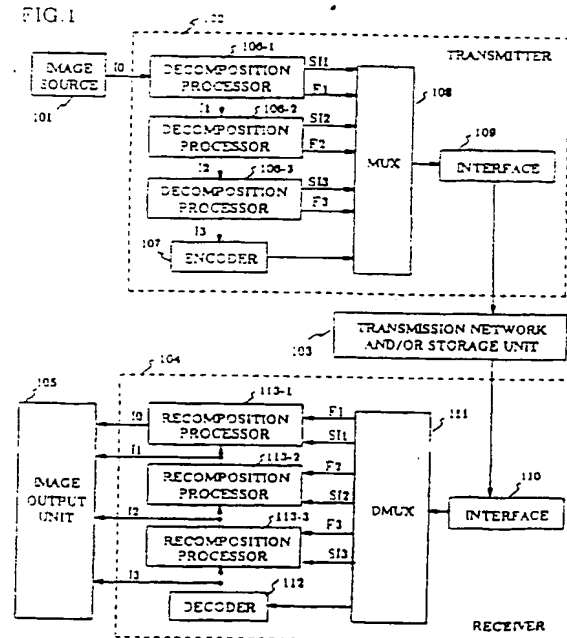 FIG.1
102
106-1
TRANSMITTER
IMAGE SOURCE
I0
DECOMPOSITION PROCESSOR
SI1
F1
108
101
I1
106-2
SI2
DECOMPOSITION PROCESSOR
F2
MUX
109
INTERFACE
I2
106-3
SI3
DECOMPOSITION PROCESSOR
F3
I3
107
ENCODER
103
TRANSMISSION NETWORK
AND/OR STORAGE UNIT
104
105
113-1
I0
RECOMPOSITION PROCESSOR
F1
SI1
111
I1
113-2
F2
RECOMPOSITION PROCESSOR
SI2
110
IMAGE OUTPUT UNIT
DMUX
INTERFACE
I2
113-3
F3
RECOMPOSITION PROCESSOR
SI3
I3
112
DECODER
RECEIVER